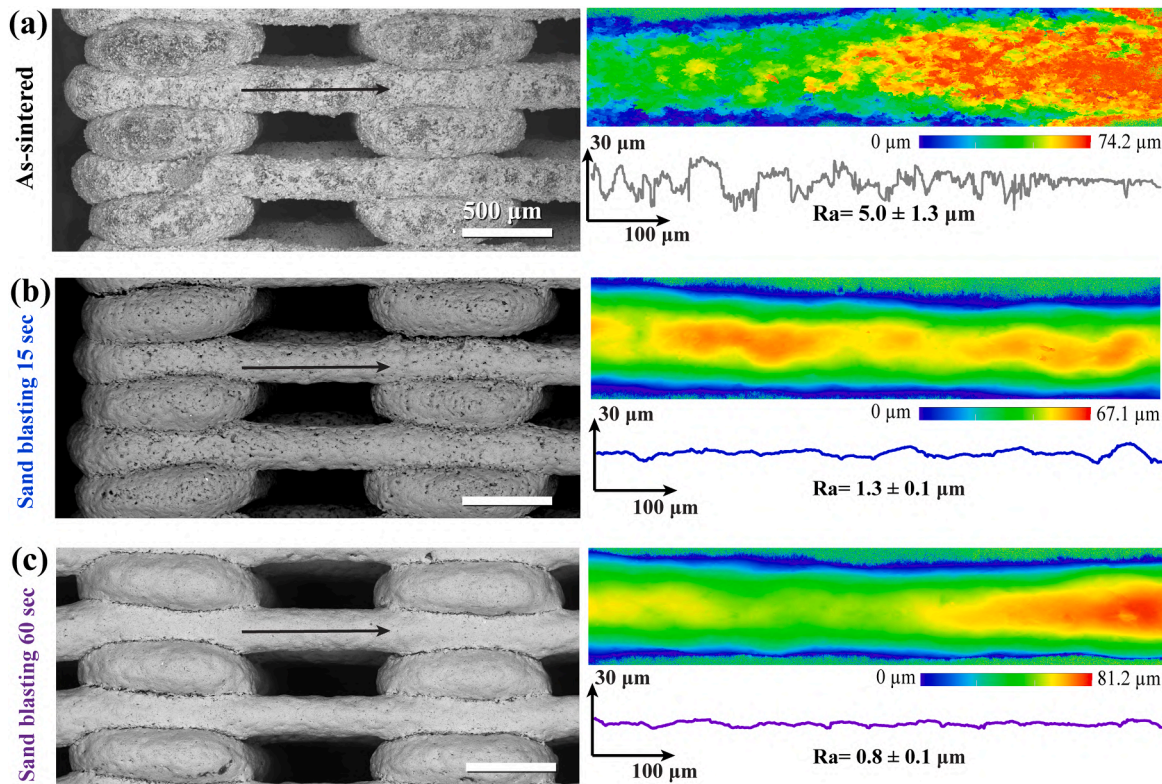 (a)
As-sintered
500 µm
0 µm
74.2 µm
30 µm
100 µm
Ra= 5.0 ± 1.3 µm
(b)
Sand blasting 15 sec
0 µm
67.1 µm
30 µm
100 µm
Ra= 1.3 ± 0.1 µm
(c)
Sand blasting 60 sec
0 µm
81.2 µm
30 µm
100 µm
Ra= 0.8 ± 0.1 µm